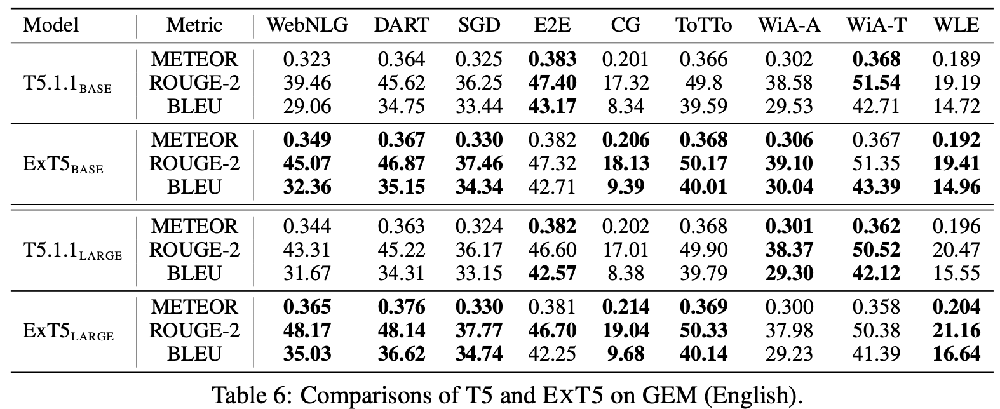 Model Metric WebNLG DART SGD E2E CG ToTTo WiA-A WiA-T WLE
METEOR 0.323 0.364 0.325 0.383 0.201 0.366 0.302 0.368 0.189
T5.1.1BASE ROUGE-2 39.46 45.62 36.25 47.40 17.32 49.8 38.58 51.54 19.19
BLEU 29.06 34.75 33.44 43.17 8.34 39.59 29.53 42.71 14.72
METEOR 0.349 0.367 0.330 0.382 0.206 0.368 0.306 0.367 0.192
ExT5BASE ROUGE-2 45.07 46.87 37.46 47.32 18.13 50.17 39.10 51.35 19.41
BLEU 32.36 35.15 34.34 42.71 9.39 40.01 30.04 43.39 14.96
METEOR 0.344 0.363 0.324 0.382 0.202 0.368 0.301 0.362 0.196
T5.1.1LARGE ROUGE-2 43.31 45.22 36.17 46.60 17.01 49.90 38.37 50.52 20.47
BLEU 31.67 34.31 33.15 42.57 8.38 39.79 29.30 42.12 15.55
METEOR 0.365 0.376 0.330 0.381 0.214 0.369 0.300 0.358 0.204
ExT5LARGE ROUGE-2 48.17 48.14 37.77 46.70 19.04 50.33 37.98 50.38 21.16
BLEU 35.03 36.62 34.74 42.25 9.68 40.14 29.23 41.39 16.64
Table 6: Comparisons of T5 and EXT5 on GEM (English).